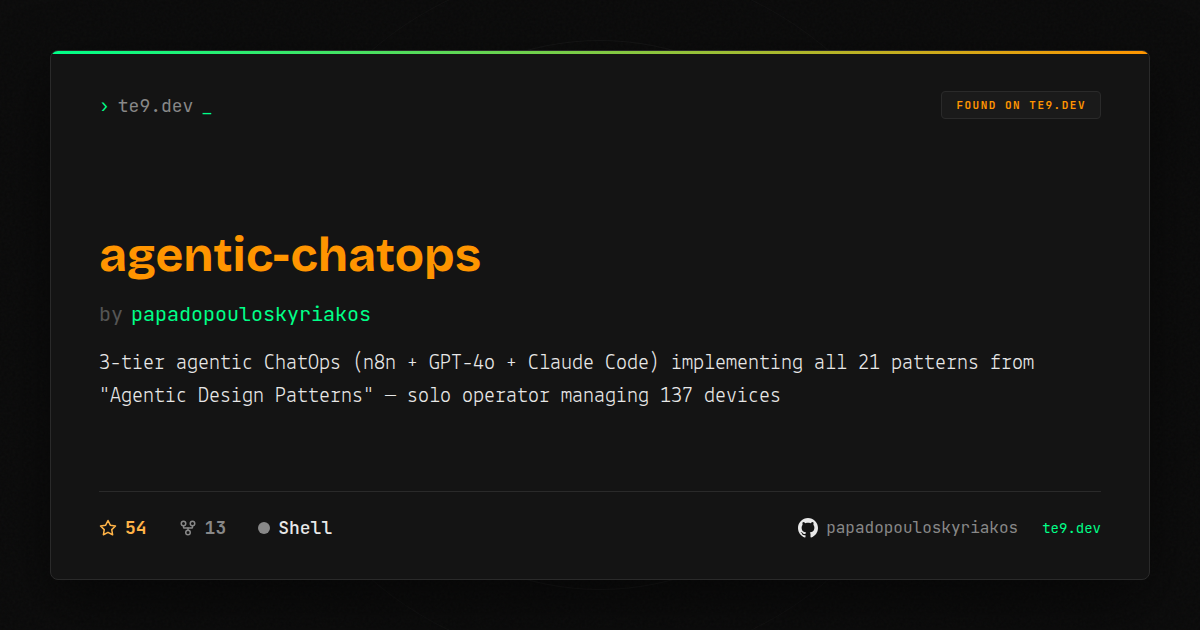 › te9.dev _
FOUND ON TE9.DEV
agentic-chatops
by papadopouloskyriakos
3-tier agentic ChatOps (n8n + GPT-4o + Claude Code) implementing all 21 patterns from
"Agentic Design Patterns" — solo operator managing 137 devices
54 13 Shell
papadopouloskyriakos te9.dev